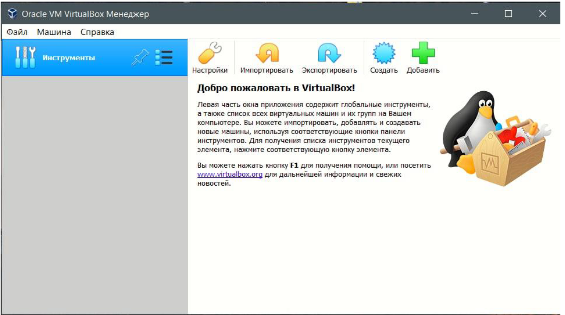 Oracle VM VirtualBox Менеджер
Файл Машина Справка
Инструменты
Настройки Импортировать Экспортировать Создать Добавить
Добро пожаловать в VirtualBox!
Левая часть окна приложения содержит глобальные инструменты,
а также список всех виртуальных машин и их групп на Вашем
компьютере. Вы можете импортировать, добавлять и создавать
новые машины, используя соответствующие кнопки панели
инструментов. Для получения списка инструментов текущего
элемента, нажмите соответствующую кнопку элемента.
Вы можете нажать кнопку F1 для получения помощи, или посетить
www.virtualbox.org для дальнейшей информации и свежих
новостей.